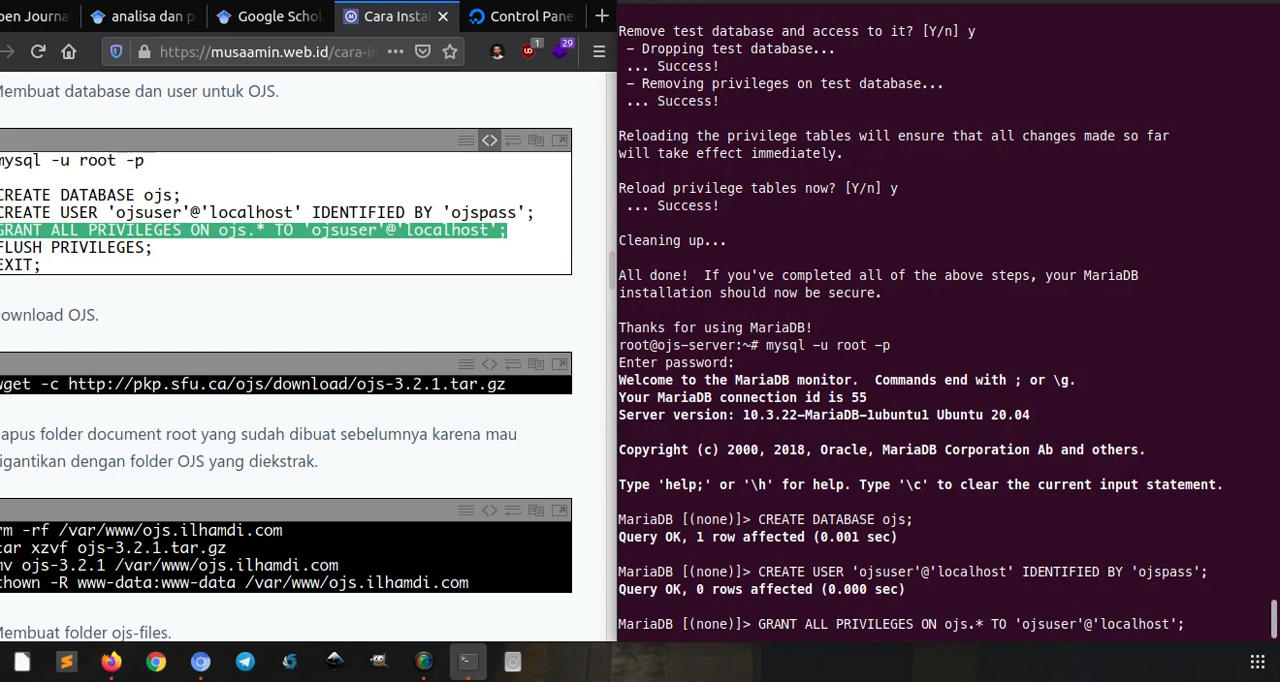 pen Journa
analisa dan p
Google Schol
Cara Instal
Control Pane
https://musaamin.web.id/cara-in
1
29
Membuat database dan user untuk OJS.
mysql -u root -p
CREATE DATABASE ojs;
CREATE USER 'ojsuser'@'localhost' IDENTIFIED BY 'ojspass';
GRANT ALL PRIVILEGES ON ojs.* TO 'ojsuser'@'localhost';
FLUSH PRIVILEGES;
EXIT;
ownload OJS.
wget -c http://pkp.sfu.ca/ojs/download/ojs-3.2.1.tar.gz
apus folder document root yang sudah dibuat sebelumnya karena mau
igantikan dengan folder OJS yang diekstrak.
rm -rf /var/www/ojs.ilhamdi.com
tar xzvf ojs-3.2.1.tar.gz
mv ojs-3.2.1 /var/www/ojs.ilhamdi.com
chown -R www-data:www-data /var/www/ojs.ilhamdi.com
Membuat folder ojs-files.
Remove test database and access to it? [Y/n] y
- Dropping test database...
... Success!
- Removing privileges on test database...
... Success!
Reloading the privilege tables will ensure that all changes made so far
will take effect immediately.
Reload privilege tables now? [Y/n] y
... Success!
Cleaning up...
All done!  If you've completed all of the above steps, your MariaDB
installation should now be secure.
Thanks for using MariaDB!
root@ojs-server:~# mysql -u root -p
Enter password:
Welcome to the MariaDB monitor.  Commands end with ; or \g.
Your MariaDB connection id is 55
Server version: 10.3.22-MariaDB-1ubuntu1 Ubuntu 20.04
Copyright (c) 2000, 2018, Oracle, MariaDB Corporation Ab and others.
Type 'help;' or '\h' for help. Type '\c' to clear the current input statement.
MariaDB [(none)]> CREATE DATABASE ojs;
Query OK, 1 row affected (0.001 sec)
MariaDB [(none)]> CREATE USER 'ojsuser'@'localhost' IDENTIFIED BY 'ojspass';
Query OK, 0 rows affected (0.000 sec)
MariaDB [(none)]> GRANT ALL PRIVILEGES ON ojs.* TO 'ojsuser'@'localhost';